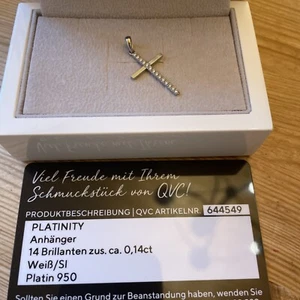 Viel Freude mit Ihrem
Schmuckstück von QVC!
PRODUKTBESCHREIBUNG | QVC ARTIKELNR. 644549
PLATINITY
Anhänger
14 Brillanten zus. ca. 0,14ct
Weiß/SI
Platin 950
Sollten Sie einen Grund zur Beanstandung haben, wenden Sie